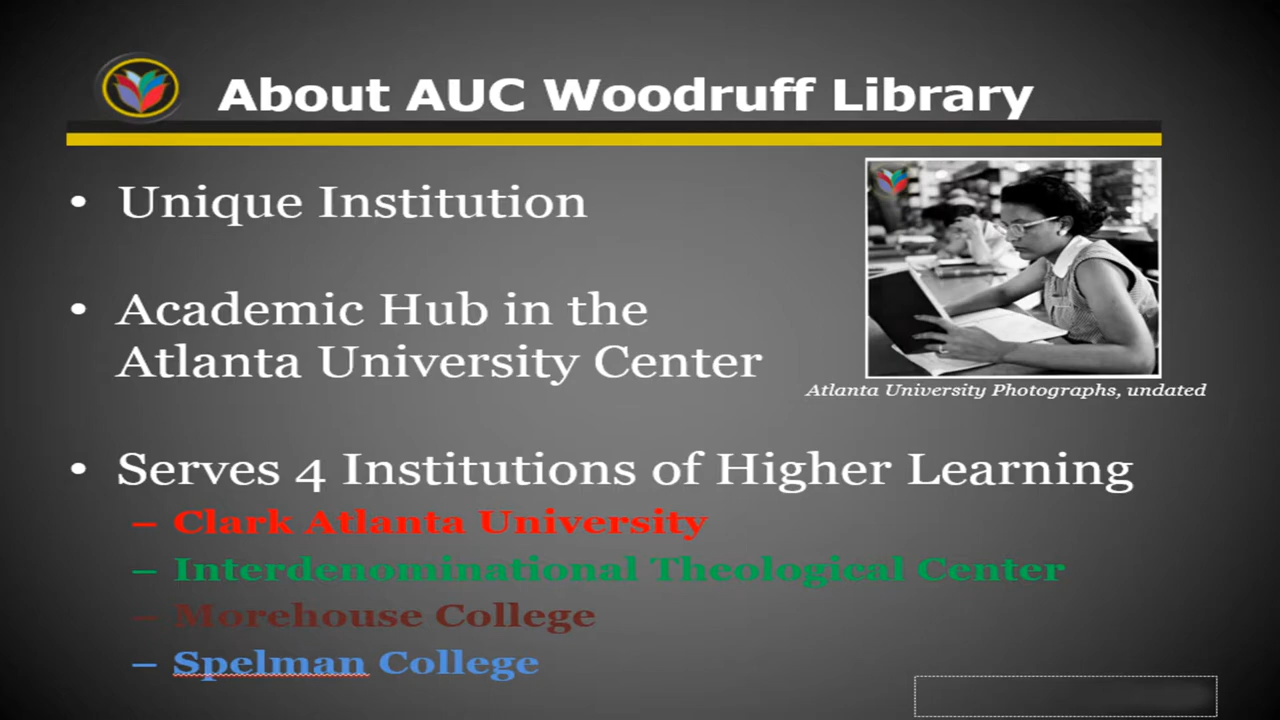 About AUC Woodruff Library
• Unique Institution
• Academic Hub in the
Atlanta University Center
Atlanta University Photographs, undated
• Serves 4 Institutions of Higher Learning
– Clark Atlanta University
– Interdenominational Theological Center
– Morehouse College
– Spelman College